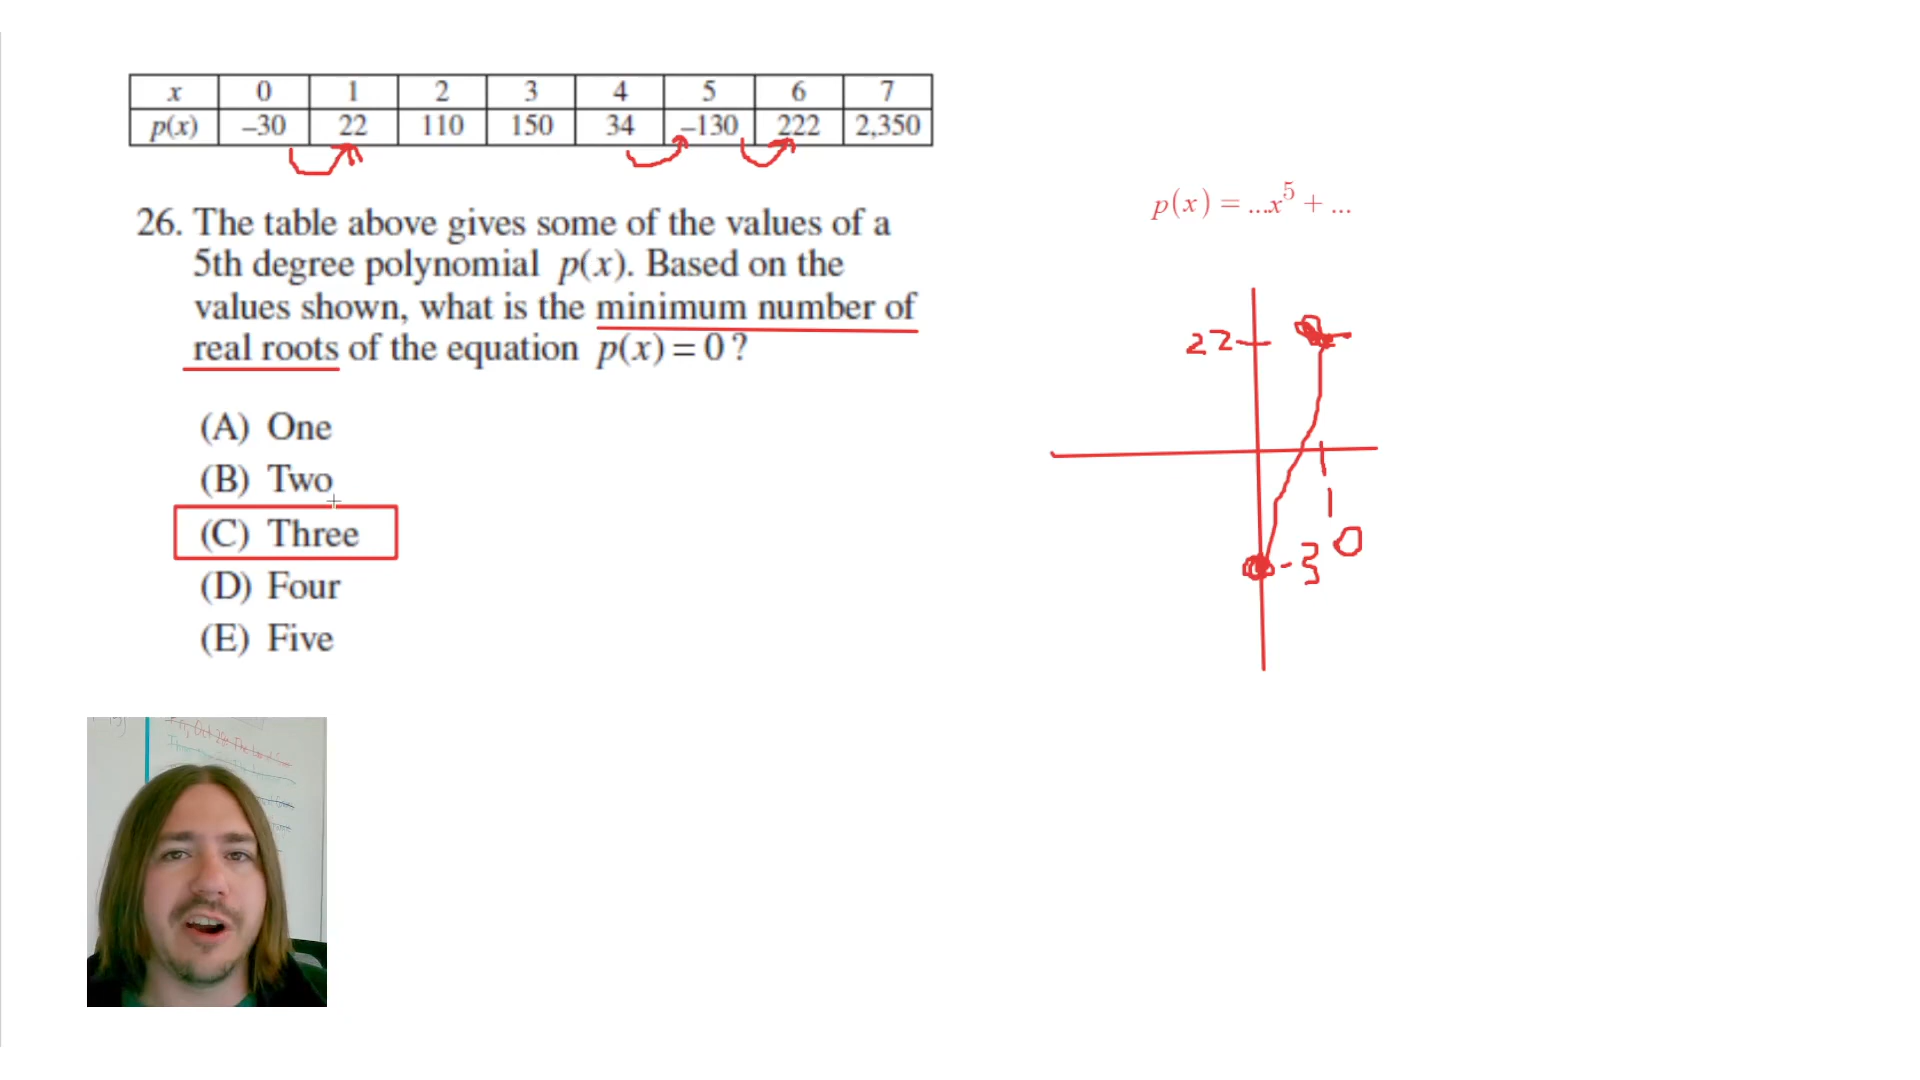 x 0 1 2 3 4 5 6 7
p(x) –30 22 110 150 34 –130 222 2,350
p(x) = ...x⁵ + ...
26. The table above gives some of the values of a
5th degree polynomial p(x). Based on the
values shown, what is the minimum number of
real roots of the equation p(x) = 0 ?
22
(A) One
(B) Two
(C) Three
(D) Four
(E) Five
1
-30